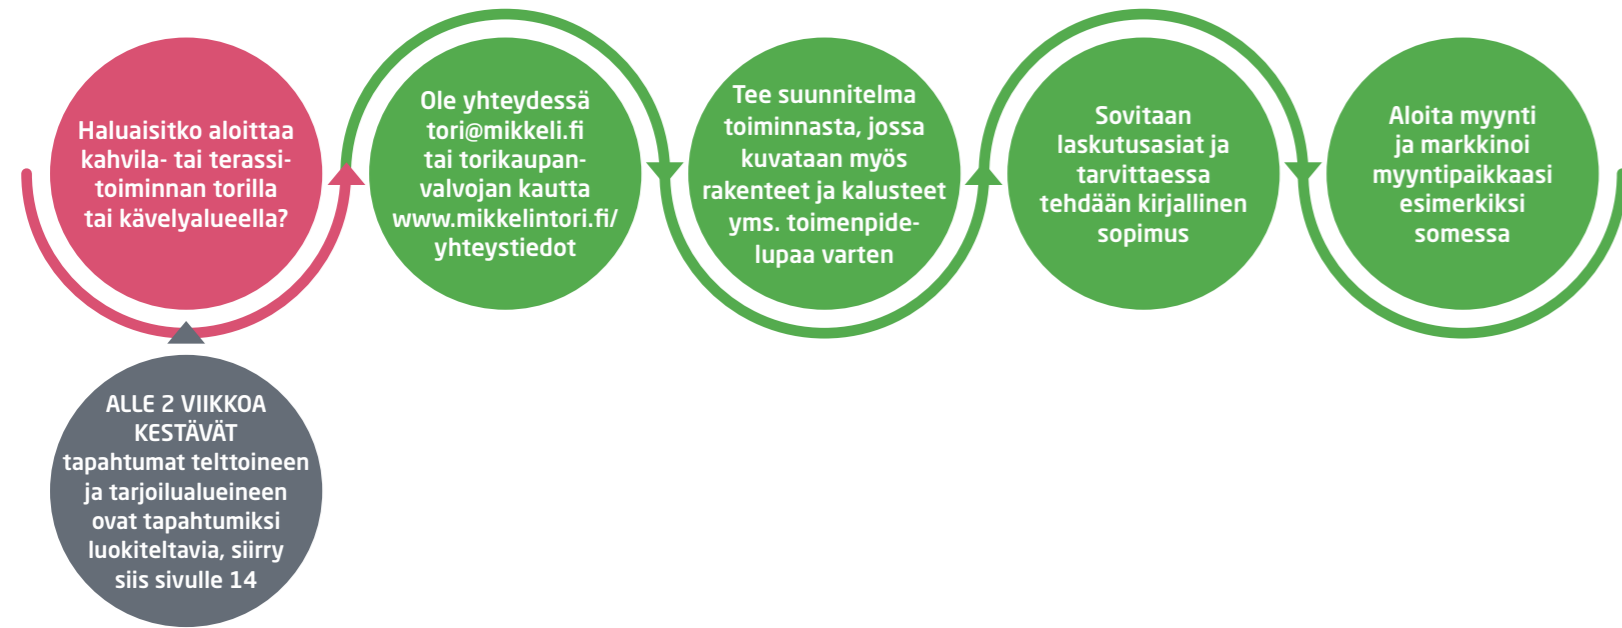 Haluaisitko aloittaa
kahvila- tai terassi-
toiminnan torilla
tai kävelyalueella?
Ole yhteydessä
tori@mikkeli.fi
tai torikaupan-
valvojan kautta
www.mikkelintori.fi/
yhteystiedot
Tee suunnitelma
toiminnasta, jossa
kuvataan myös
rakenteet ja kalusteet
yms. toimenpide-
lupaa varten
Sovitaan
laskutusasiat ja
tarvittaessa
tehdään kirjallinen
sopimus
Aloita myynti
ja markkinoi
myyntipaikkaasi
esimerkiksi
somessa
ALLE 2 VIIKKOA
KESTÄVÄT
tapahtumat telttoineen
ja tarjoilualueineen
ovat tapahtumiksi
luokiteltavia, siirry
siis sivulle 14